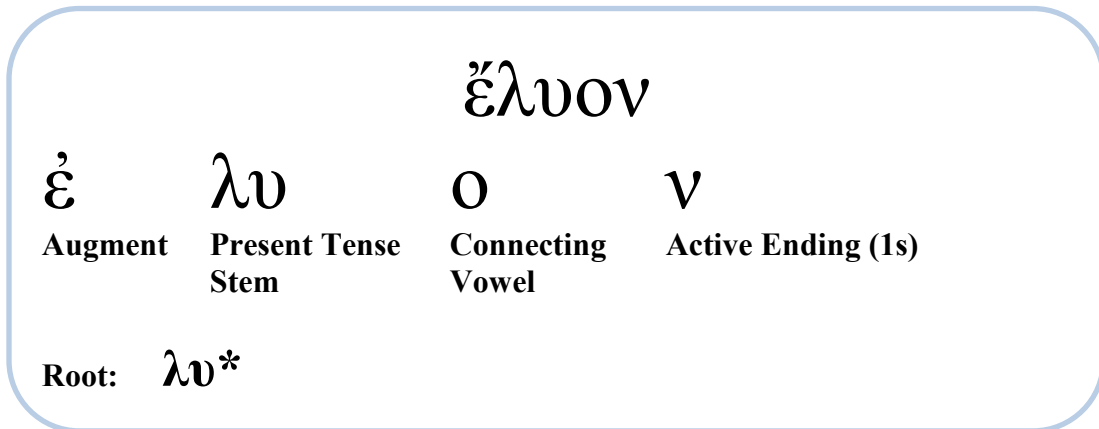 ἔλυον
ἐ λυ ο ν
Augment Present Tense Connecting Active Ending (1s)
Stem Vowel
Root: λυ*